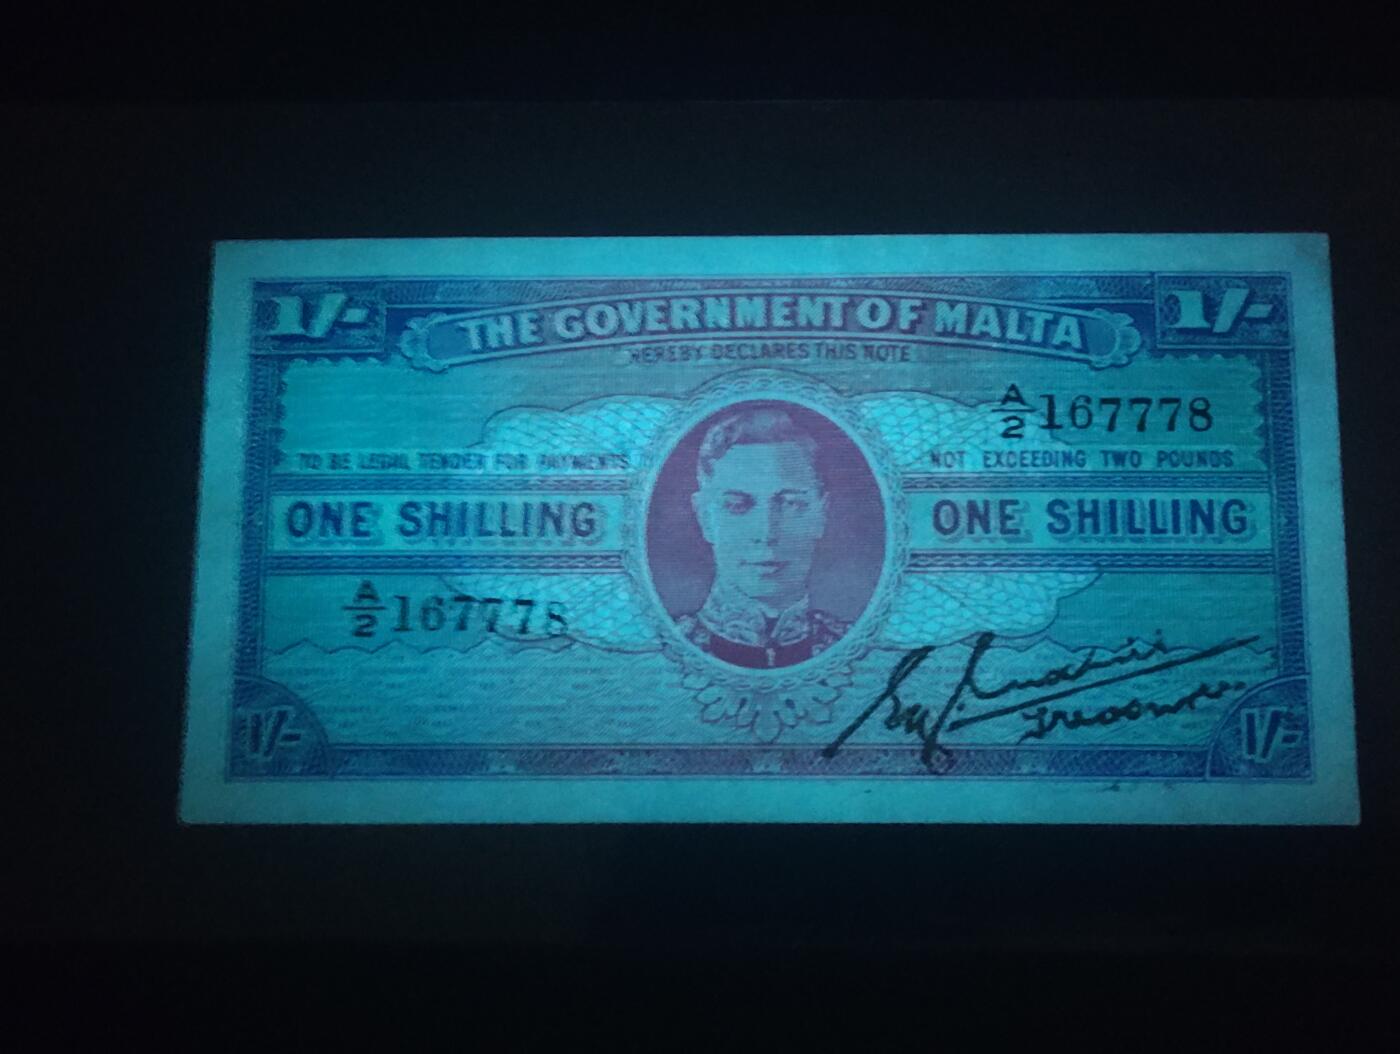 1/- 1/-
THE GOVERNMENT OF MALTA
HEREBY DECLARES THIS NOTE
A/2 167778
TO BE LEGAL TENDER FOR PAYMENTS NOT EXCEEDING TWO POUNDS
ONE SHILLING ONE SHILLING
A/2 167778
Treasurer
1/- 1/-